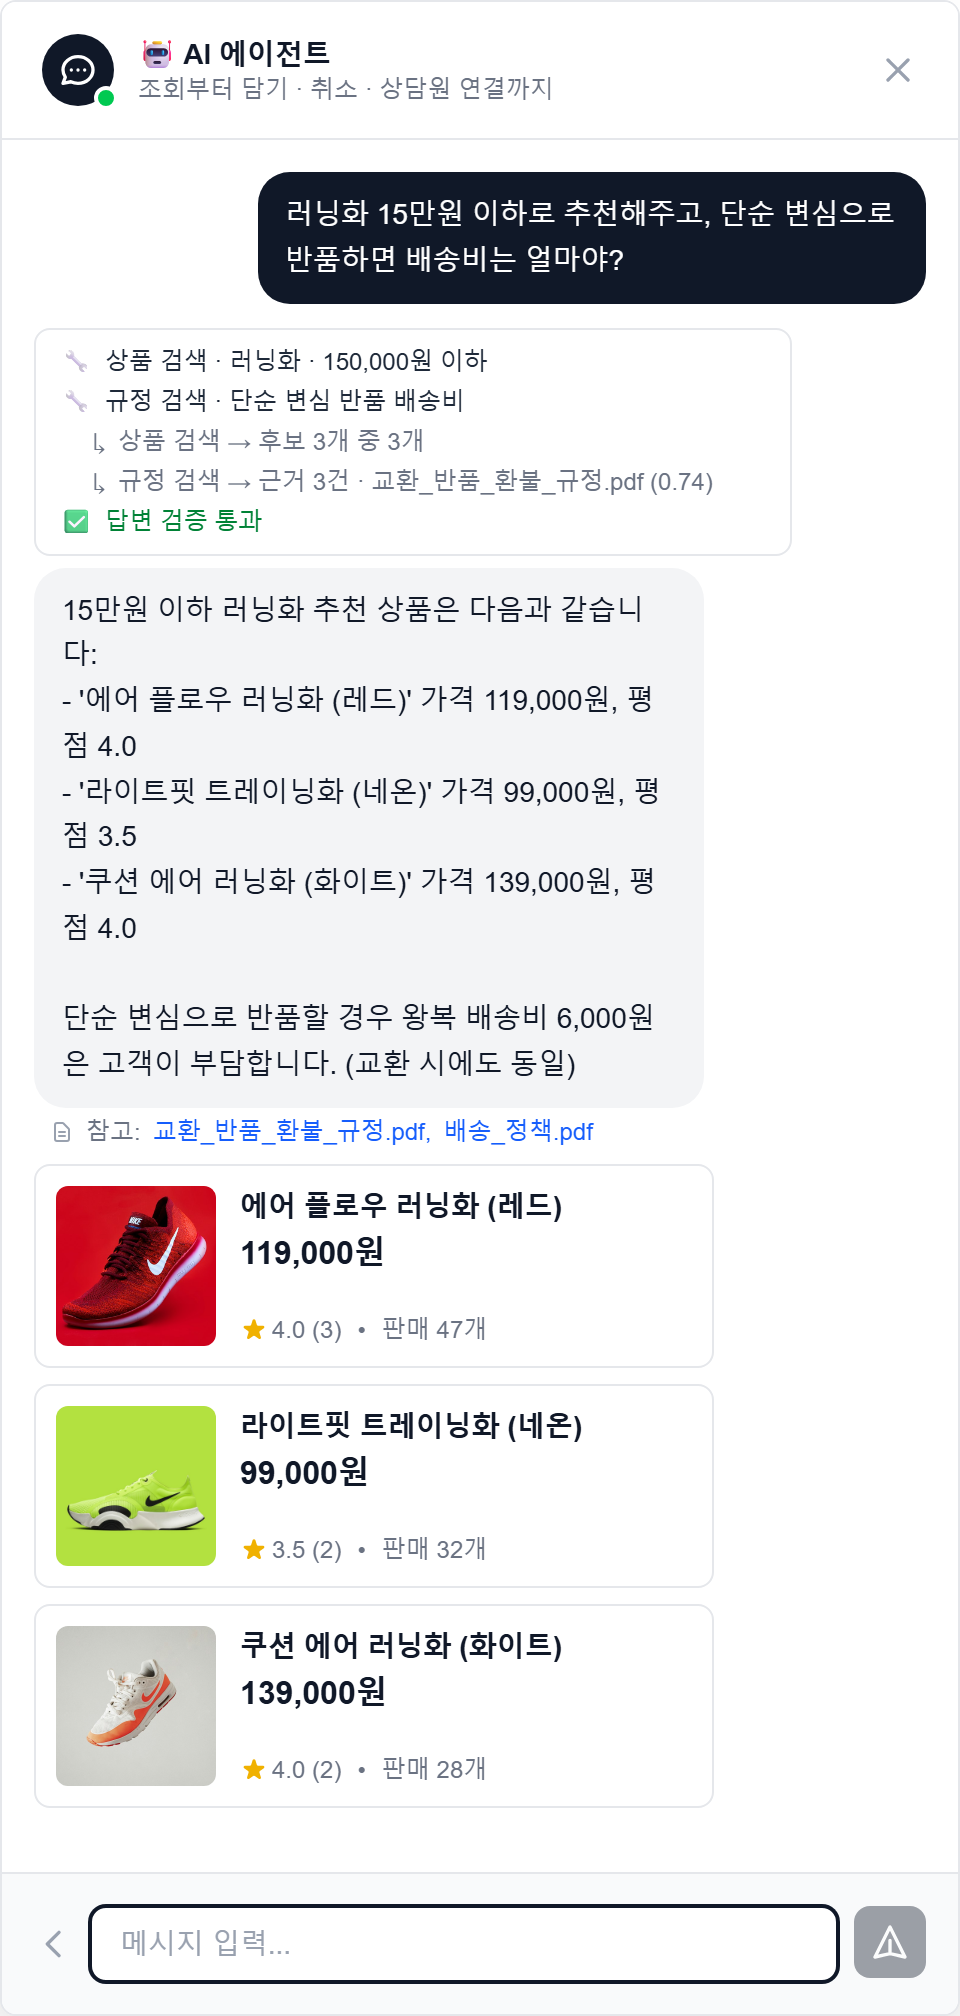 AI 에이전트
조회부터 담기 · 취소 · 상담원 연결까지
러닝화 15만원 이하로 추천해주고, 단순 변심으로
반품하면 배송비는 얼마야?
상품 검색 · 러닝화 · 150,000원 이하
규정 검색 · 단순 변심 반품 배송비
↳ 상품 검색 → 후보 3개 중 3개
↳ 규정 검색 → 근거 3건 · 교환_반품_환불_규정.pdf (0.74)
답변 검증 통과
15만원 이하 러닝화 추천 상품은 다음과 같습니
다:
- '에어 플로우 러닝화 (레드)' 가격 119,000원, 평
점 4.0
- '라이트핏 트레이닝화 (네온)' 가격 99,000원, 평
점 3.5
- '쿠션 에어 러닝화 (화이트)' 가격 139,000원, 평
점 4.0
단순 변심으로 반품할 경우 왕복 배송비 6,000원
은 고객이 부담합니다. (교환 시에도 동일)
참고: 교환_반품_환불_규정.pdf, 배송_정책.pdf
에어 플로우 러닝화 (레드)
119,000원
4.0 (3) • 판매 47개
라이트핏 트레이닝화 (네온)
99,000원
3.5 (2) • 판매 32개
쿠션 에어 러닝화 (화이트)
139,000원
4.0 (2) • 판매 28개
메시지 입력...